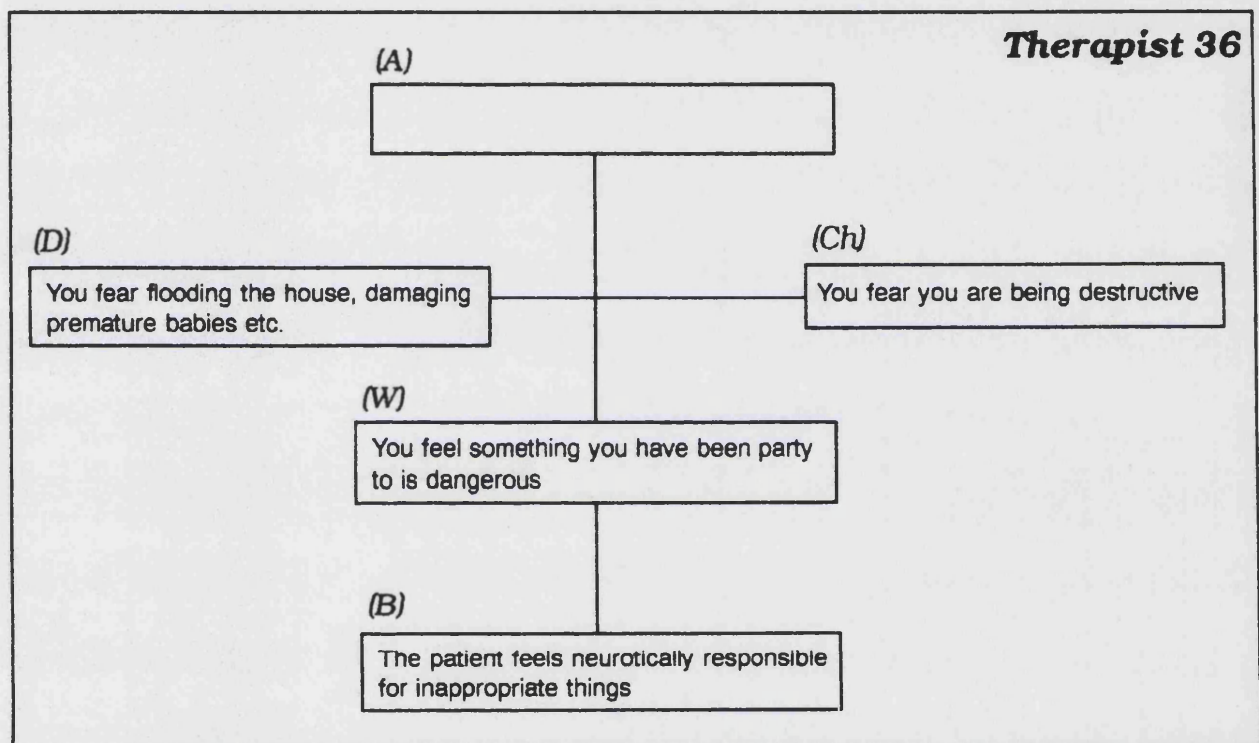 Therapist 36
(A)
(D)
You fear flooding the house, damaging
premature babies etc.
(Ch)
You fear you are being destructive
(W)
You feel something you have been party
to is dangerous
(B)
The patient feels neurotically responsible
for inappropriate things